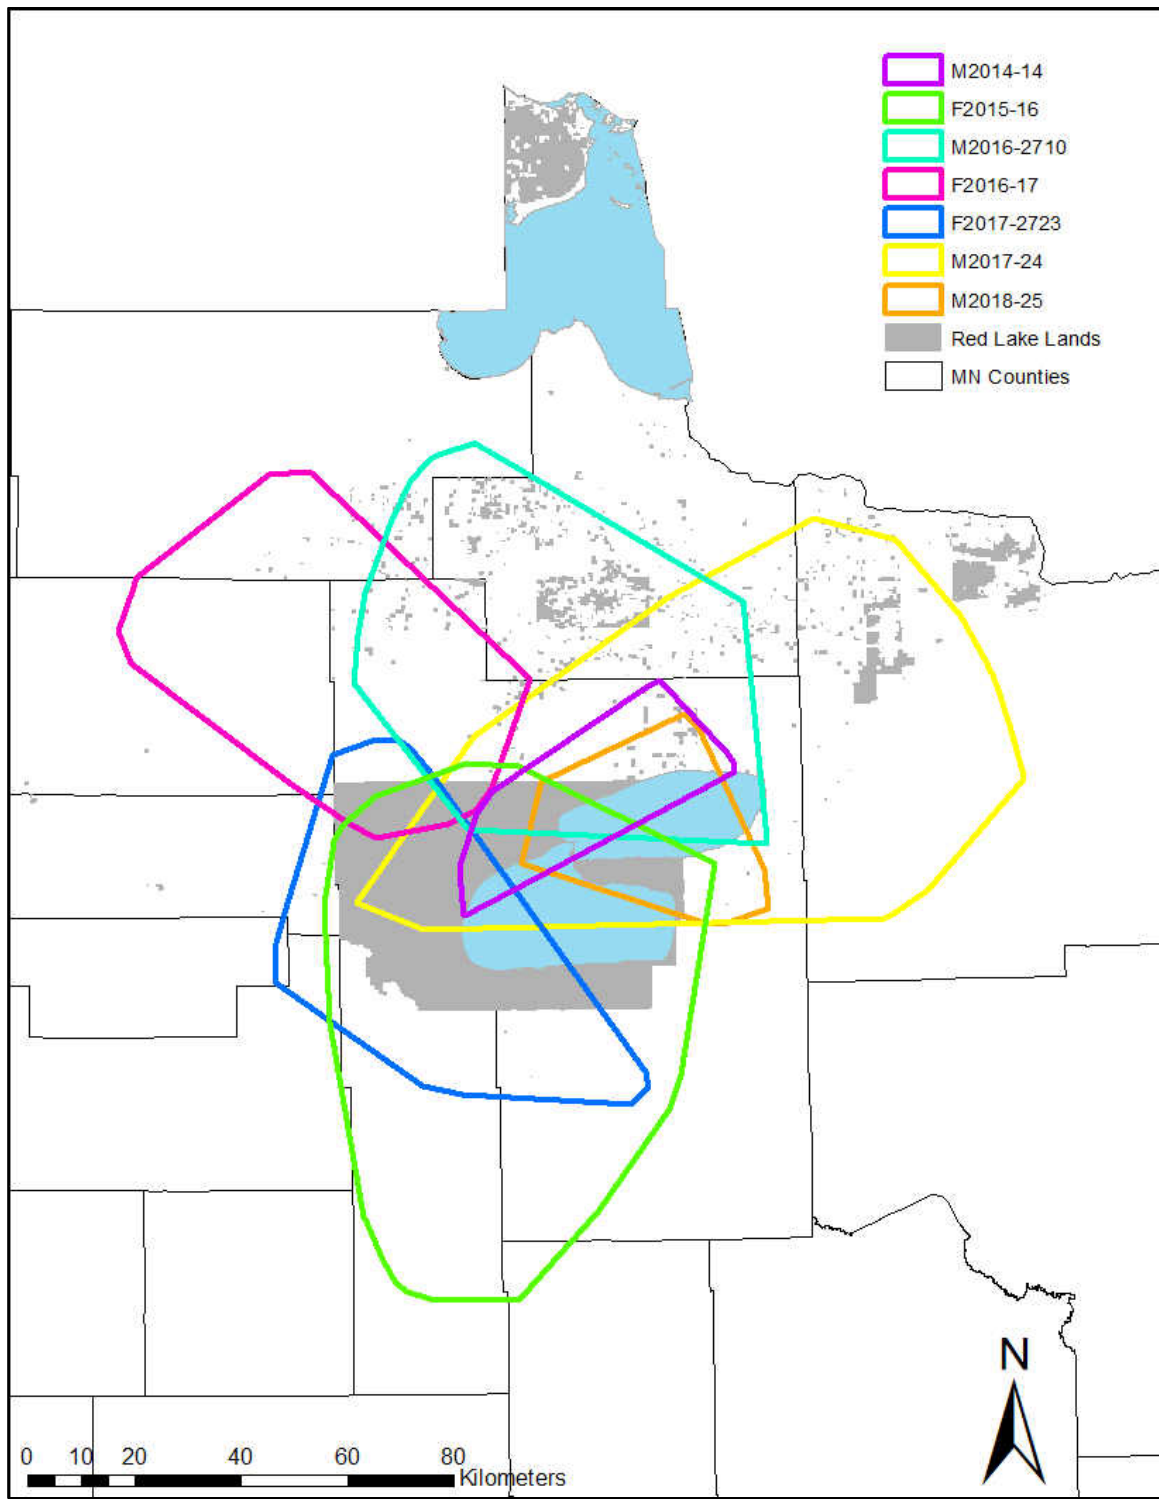 M2014-14
F2015-16
M2016-2710
F2016-17
F2017-2723
M2017-24
M2018-25
Red Lake Lands
MN Counties
N
0 10 20 40 60 80
Kilometers